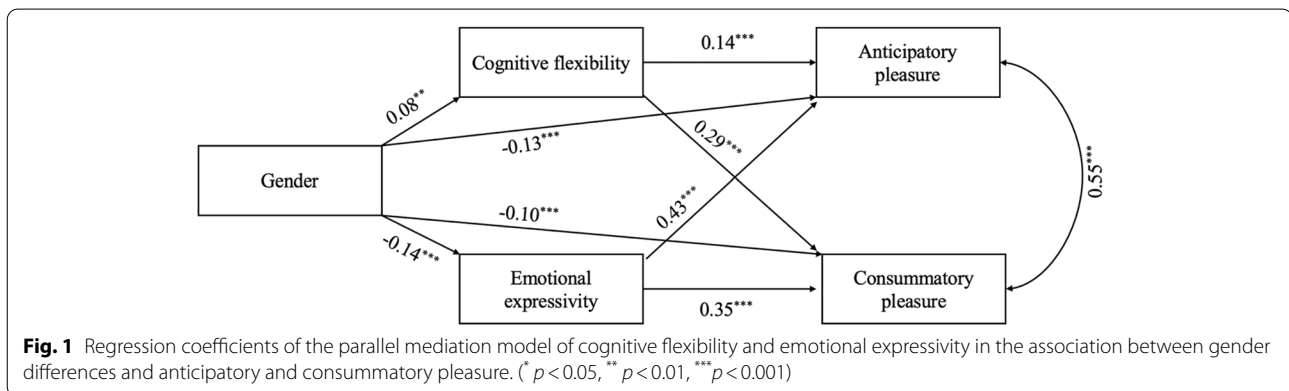 Cognitive flexibility
0.14***
Anticipatory
pleasure
0.08**
-0.13***
0.29***
Gender
0.55***
-0.10***
0.43***
-0.14***
Emotional
expressivity
0.35***
Consummatory
pleasure
Fig. 1 Regression coefficients of the parallel mediation model of cognitive flexibility and emotional expressivity in the association between gender
differences and anticipatory and consummatory pleasure. (* p < 0.05, ** p < 0.01, ***p < 0.001)